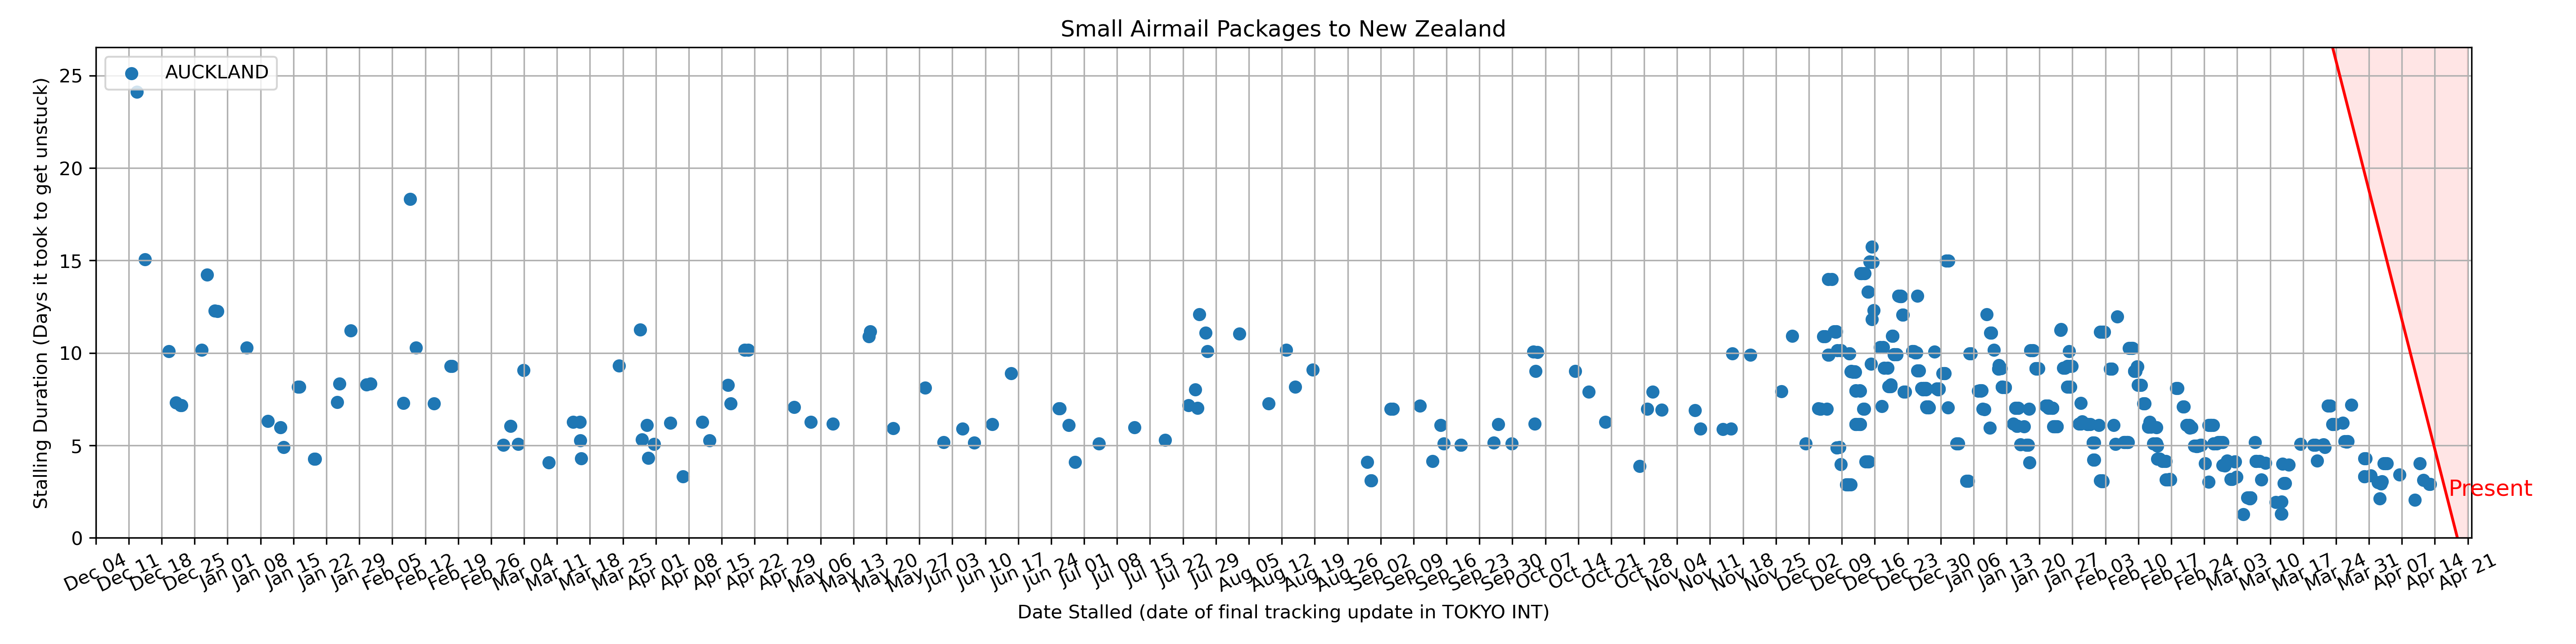 Small Airmail Packages to New Zealand
AUCKLAND
Stalling Duration (Days it took to get unstuck)
25
20
15
10
5
0
Present
Dec 04
Dec 11
Dec 18
Dec 25
Jan 01
Jan 08
Jan 15
Jan 22
Jan 29
Feb 05
Feb 12
Feb 19
Feb 26
Mar 04
Mar 11
Mar 18
Mar 25
Apr 01
Apr 08
Apr 15
Apr 22
Apr 29
May 06
May 13
May 20
May 27
Jun 03
Jun 10
Jun 17
Jun 24
Jul 01
Jul 08
Jul 15
Jul 22
Jul 29
Aug 05
Aug 12
Aug 19
Aug 26
Sep 02
Sep 09
Sep 16
Sep 23
Sep 30
Oct 07
Oct 14
Oct 21
Oct 28
Nov 04
Nov 11
Nov 18
Nov 25
Dec 02
Dec 09
Dec 16
Dec 23
Dec 30
Jan 06
Jan 13
Jan 20
Jan 27
Feb 03
Feb 10
Feb 17
Feb 24
Mar 03
Mar 10
Mar 17
Mar 24
Mar 31
Apr 07
Apr 14
Apr 21
Date Stalled (date of final tracking update in TOKYO INT)